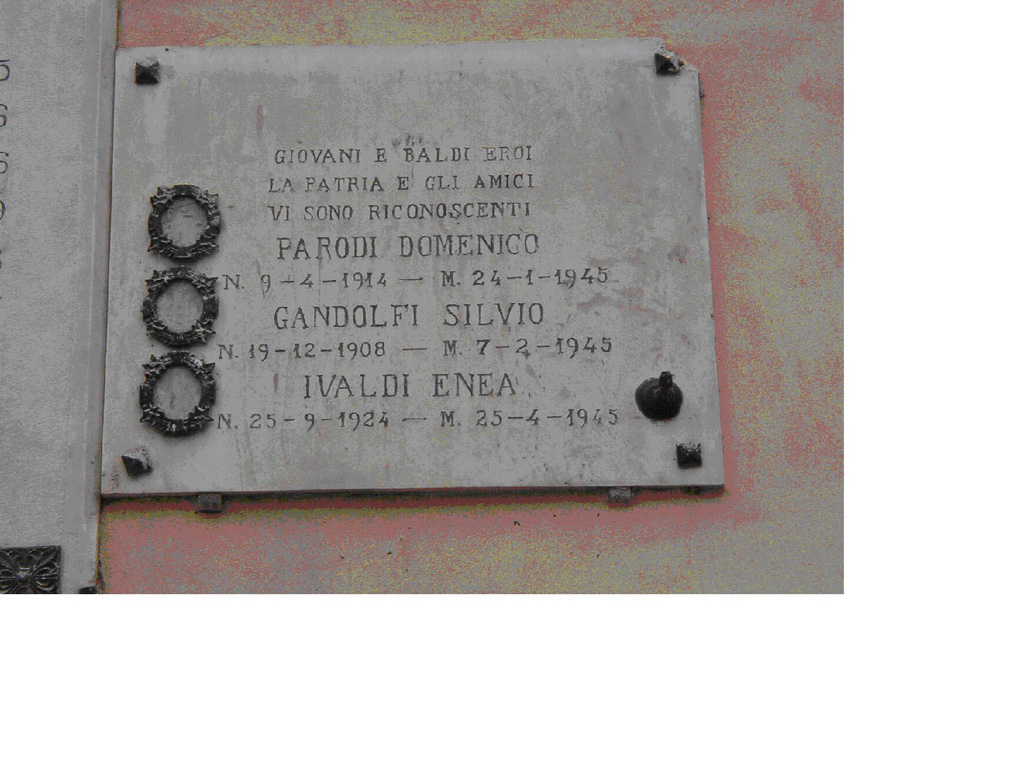 GIOVANI E BALDI EROI
LA PATRIA E GLI AMICI
VI SONO RICONOSCENTI
PARODI DOMENICO
N. 9-4-1914 — M. 24-1-1945
GANDOLFI SILVIO
N. 19-12-1908 — M. 7-2-1945
IVALDI ENEA
N. 25-9-1924 — M. 25-4-1945